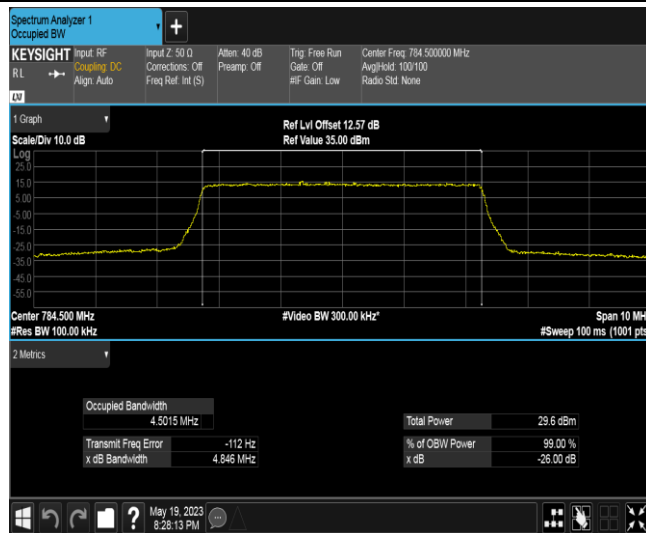 Spectrum Analyzer 1
Occupied BW
+
KEYSIGHT Input: RF Input Z: 50 Ω Atten: 40 dB Trig: Free Run Center Freq: 784.500000 MHz
RL Coupling: DC Corrections: Off Preamp: Off Gate: Off Avg|Hold: 100/100
Align: Auto Freq Ref: Int (S) #IF Gain: Low Radio Std: None
LXI
1 Graph
Ref Lvl Offset 12.57 dB
Scale/Div 10.0 dB Ref Value 35.00 dBm
Log
25.0
15.0
5.00
-5.00
-15.0
-25.0
-35.0
-45.0
-55.0
Center 784.500 MHz #Video BW 300.00 kHz* Span 10 MH
#Res BW 100.00 kHz #Sweep 100 ms (1001 pts
2 Metrics
Occupied Bandwidth
4.5015 MHz Total Power 29.6 dBm
Transmit Freq Error -112 Hz % of OBW Power 99.00 %
x dB Bandwidth 4.846 MHz x dB -26.00 dB
? May 19, 2023
8:28:13 PM